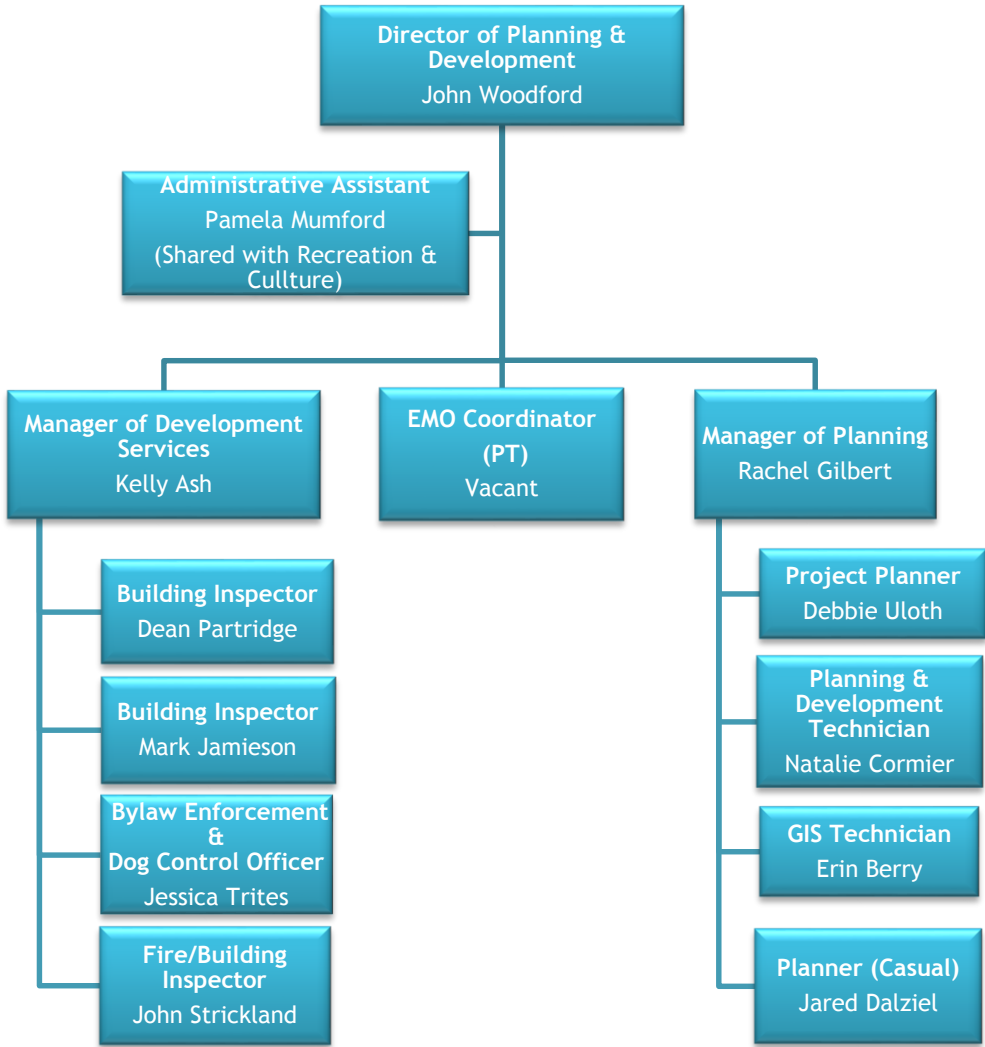 Director of Planning &
Development
John Woodford
Administrative Assistant
Pamela Mumford
(Shared with Recreation &
Cullture)
Manager of Development
Services
Kelly Ash
EMO Coordinator
(PT)
Vacant
Manager of Planning
Rachel Gilbert
Building Inspector
Dean Partridge
Building Inspector
Mark Jamieson
Bylaw Enforcement
&
Dog Control Officer
Jessica Trites
Fire/Building
Inspector
John Strickland
Project Planner
Debbie Uloth
Planning &
Development
Technician
Natalie Cormier
GIS Technician
Erin Berry
Planner (Casual)
Jared Dalziel